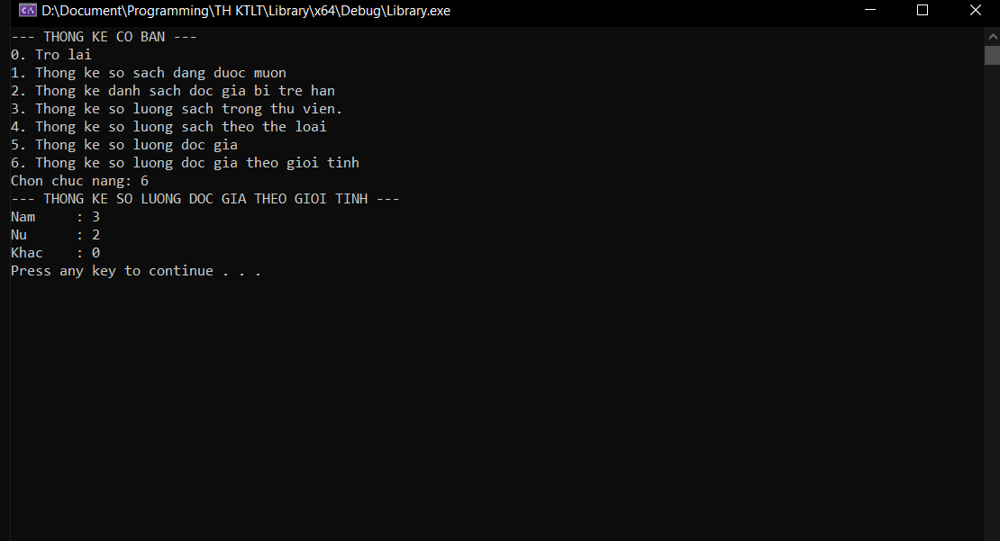 D:\Document\Programming\TH KTLT\Library\x64\Debug\Library.exe
--- THONG KE CO BAN ---
0. Tro lai
1. Thong ke so sach dang duoc muon
2. Thong ke danh sach doc gia bi tre han
3. Thong ke so luong sach trong thu vien.
4. Thong ke so luong sach theo the loai
5. Thong ke so luong doc gia
6. Thong ke so luong doc gia theo gioi tinh
Chon chuc nang: 6
--- THONG KE SO LUONG DOC GIA THEO GIOI TINH ---
Nam     : 3
Nu      : 2
Khac    : 0
Press any key to continue . . .